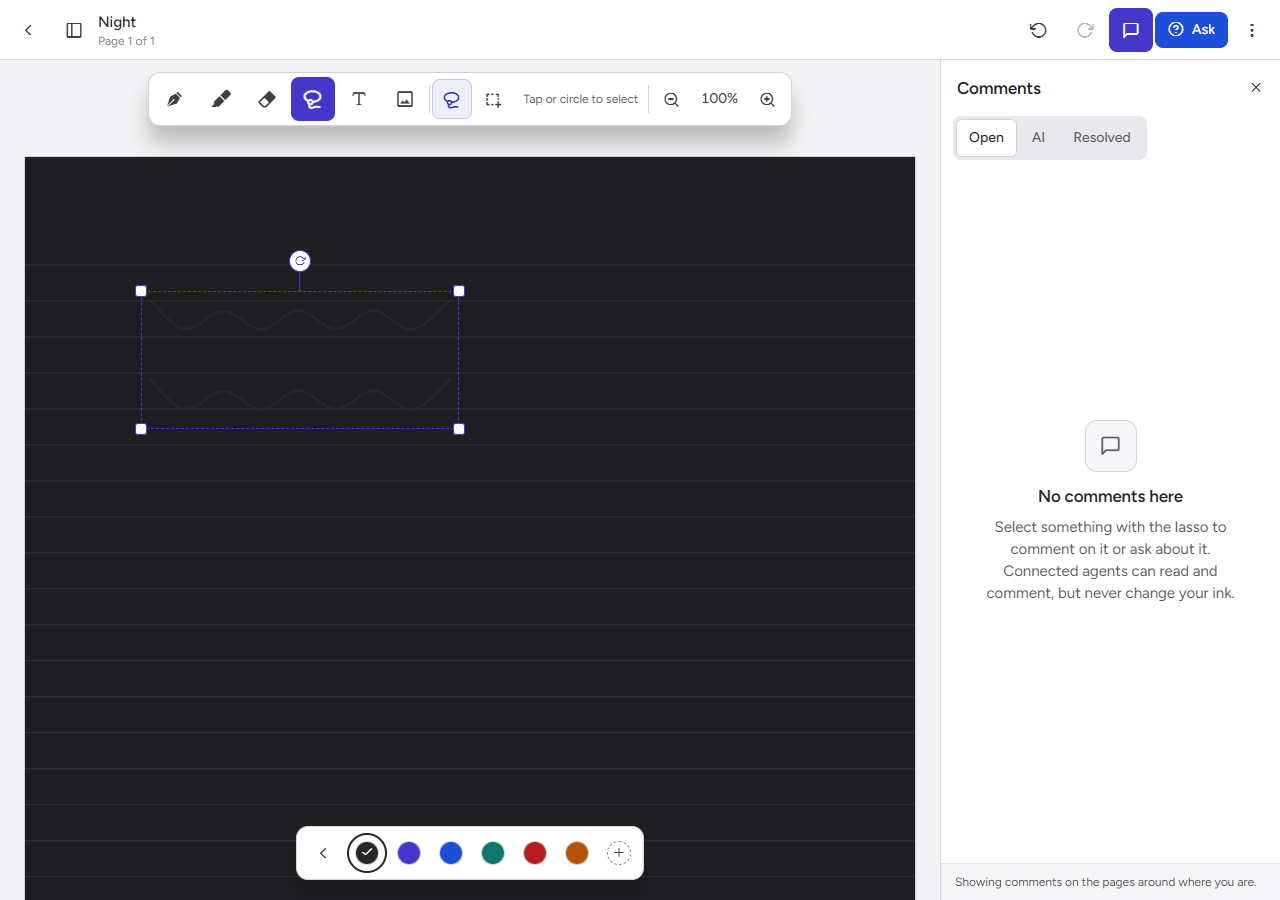 Night
Page 1 of 1
Ask
Tap or circle to select
100%
Comments
Open
AI
Resolved
No comments here
Select something with the lasso to
comment on it or ask about it.
Connected agents can read and
comment, but never change your ink.
Showing comments on the pages around where you are.